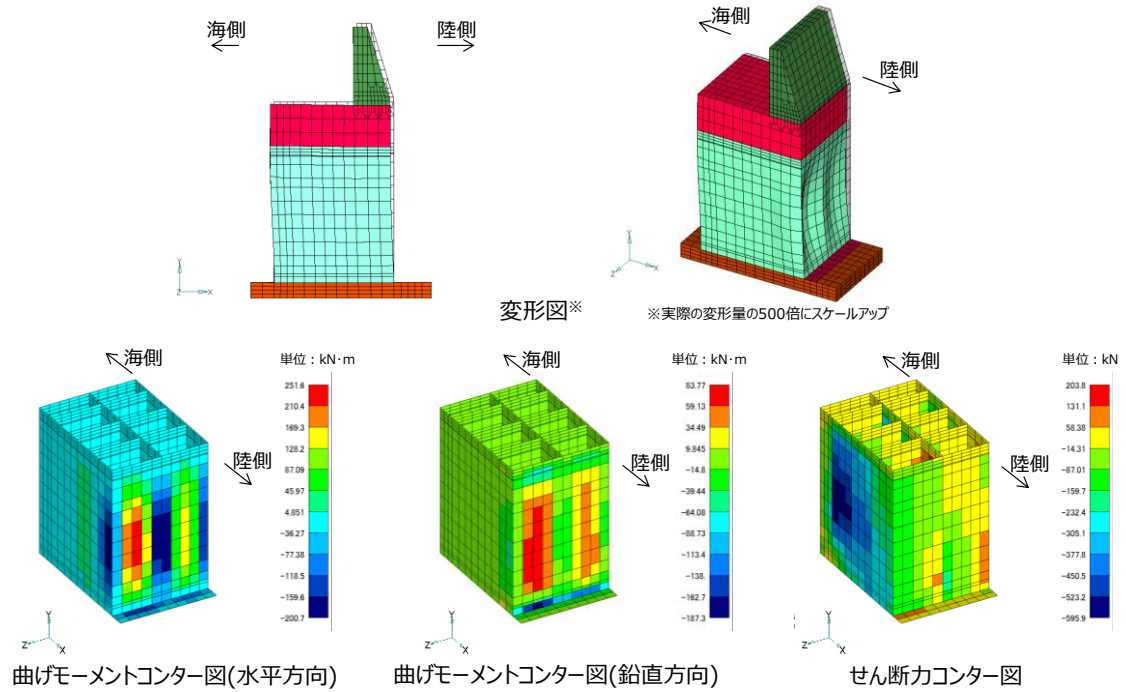 海側
陸側
海側
陸側
Y
Z
X
Y
Z
X
変形図※
※実際の変形量の500倍にスケールアップ
海側
単位：kN·m
251.6
210.4
169.3
128.2
87.09
45.97
4.851
-36.27
-77.38
-118.5
-159.6
-200.7
陸側
Y
Z
X
曲げモーメントコンター図(水平方向)
海側
単位：kN·m
83.77
59.13
34.49
9.845
-14.8
-39.44
-64.08
-88.73
-113.4
-138.
-162.7
-187.3
陸側
Y
Z
X
曲げモーメントコンター図(鉛直方向)
海側
単位：kN
203.8
131.1
58.38
-14.31
-87.01
-159.7
-232.4
-305.1
-377.8
-450.5
-523.2
-595.9
陸側
Y
Z
X
せん断力コンター図